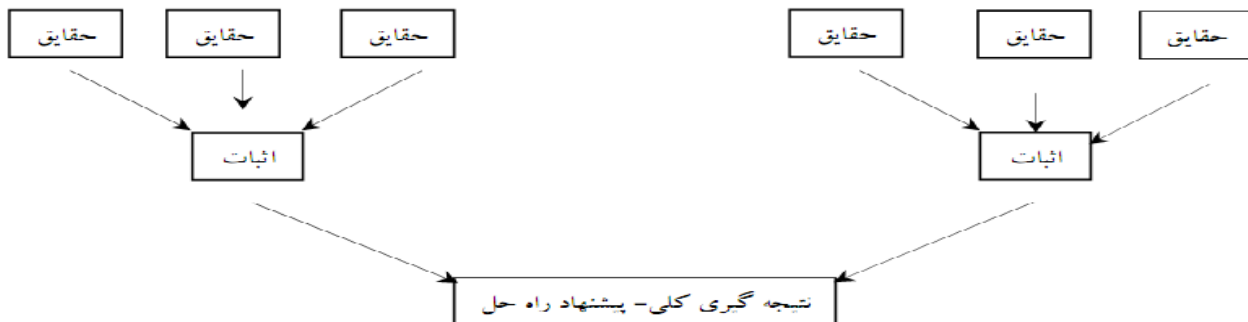 حقایق
حقایق
حقایق
حقایق
حقایق
حقایق
اثبات
اثبات
نتیجه گیری کلی- پیشنهاد راه حل